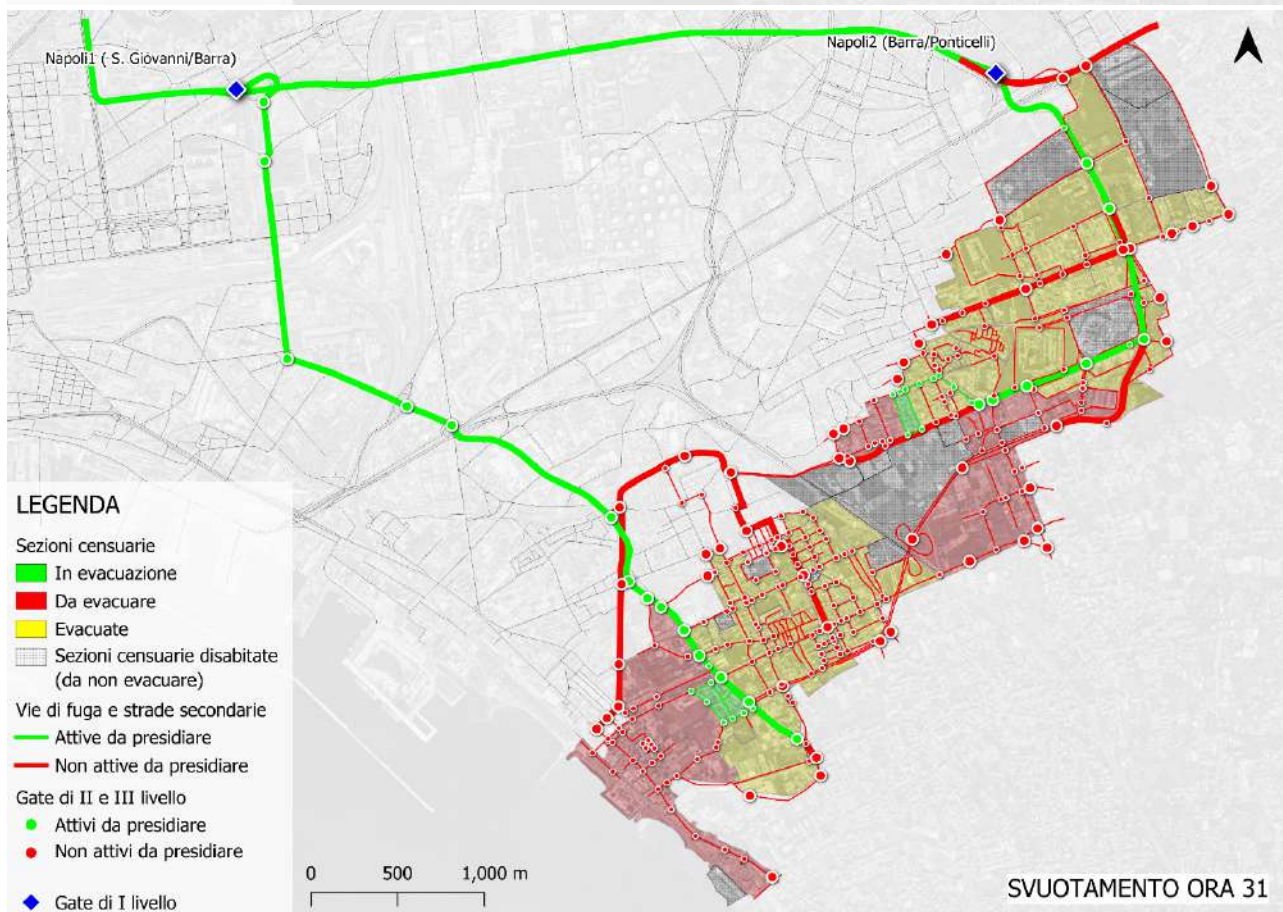 Napoli1 ( S. Giovanni/Barra)
Napoli2 (Barra/Ponticelli)
LEGENDA
Sezioni censuarie
In evacuazione
Da evacuare
Evacuate
Sezioni censuarie disabitate
(da non evacuare)
Vie di fuga e strade secondarie
Attive da presidiare
Non attive da presidiare
Gate di II e III livello
Attivi da presidiare
Non attivi da presidiare
Gate di I livello
0 500 1,000 m
SVUOTAMENTO ORA 31